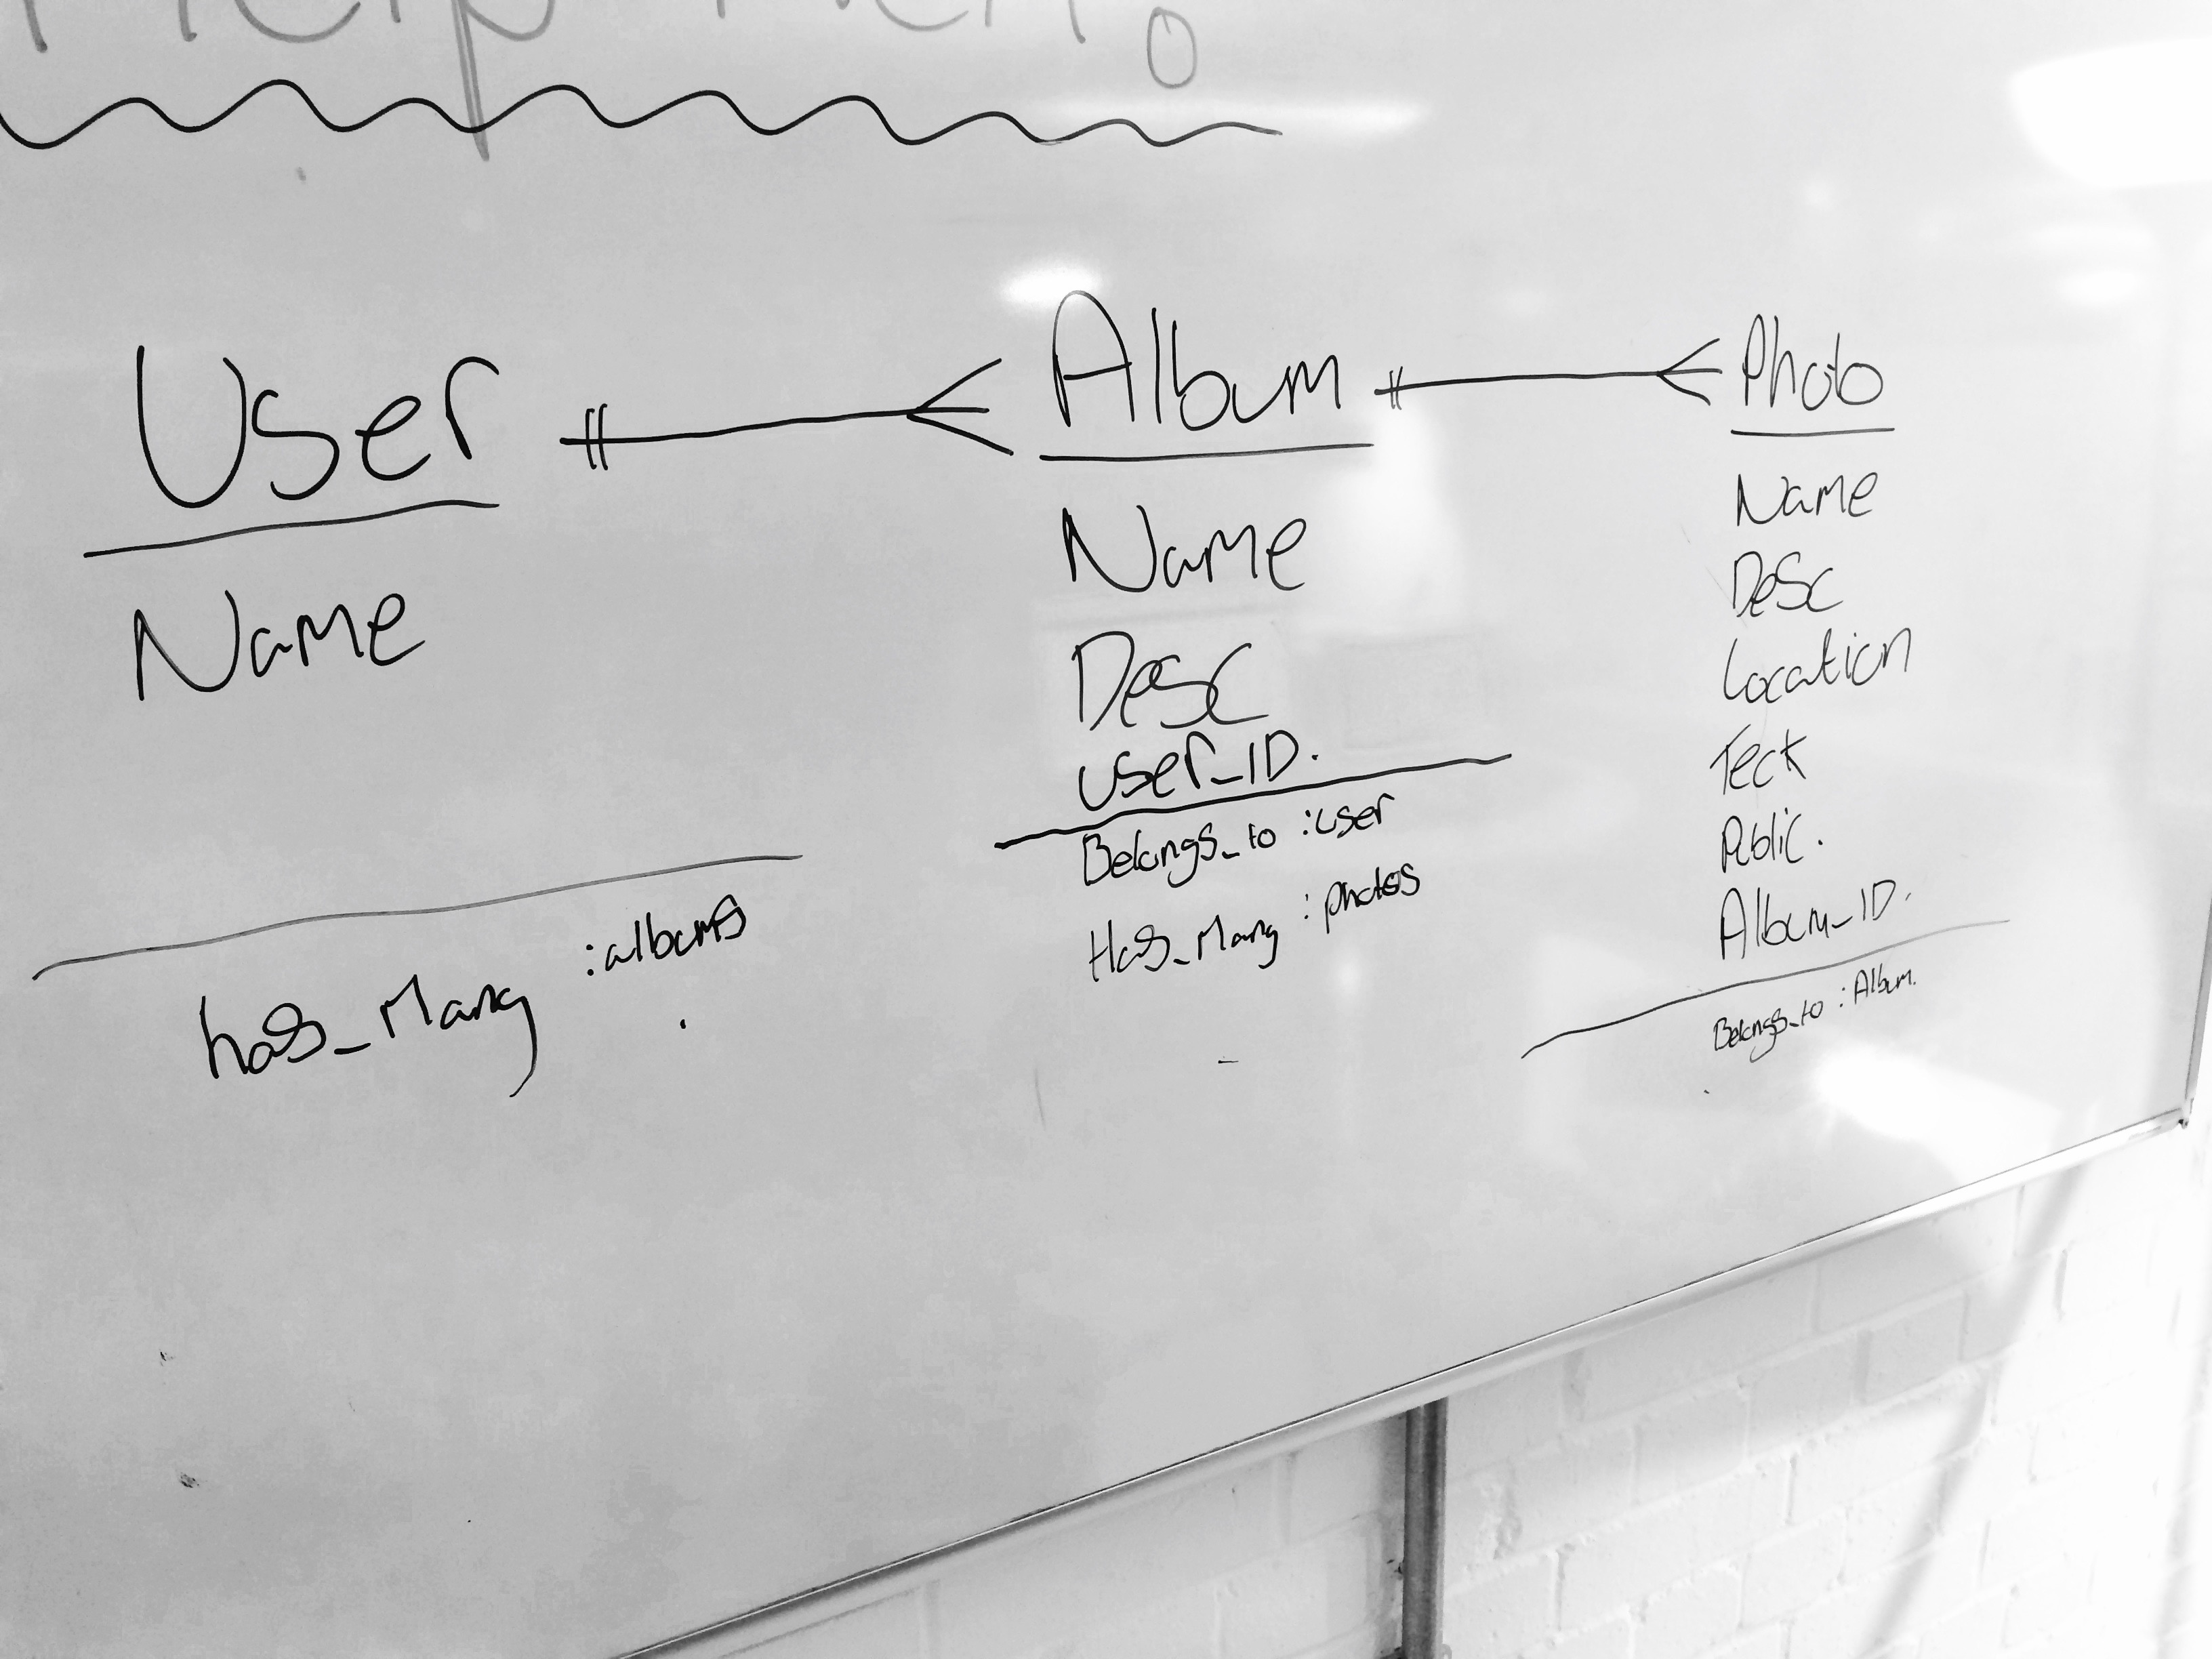 User
Name
has_Many :albums
Album
Name
Desc
user_ID.
Belongs_to :user
Has_Many :photos
Photo
Name
Desc
Location
Teck
Public.
Album_ID.
Belongs_to :Album.